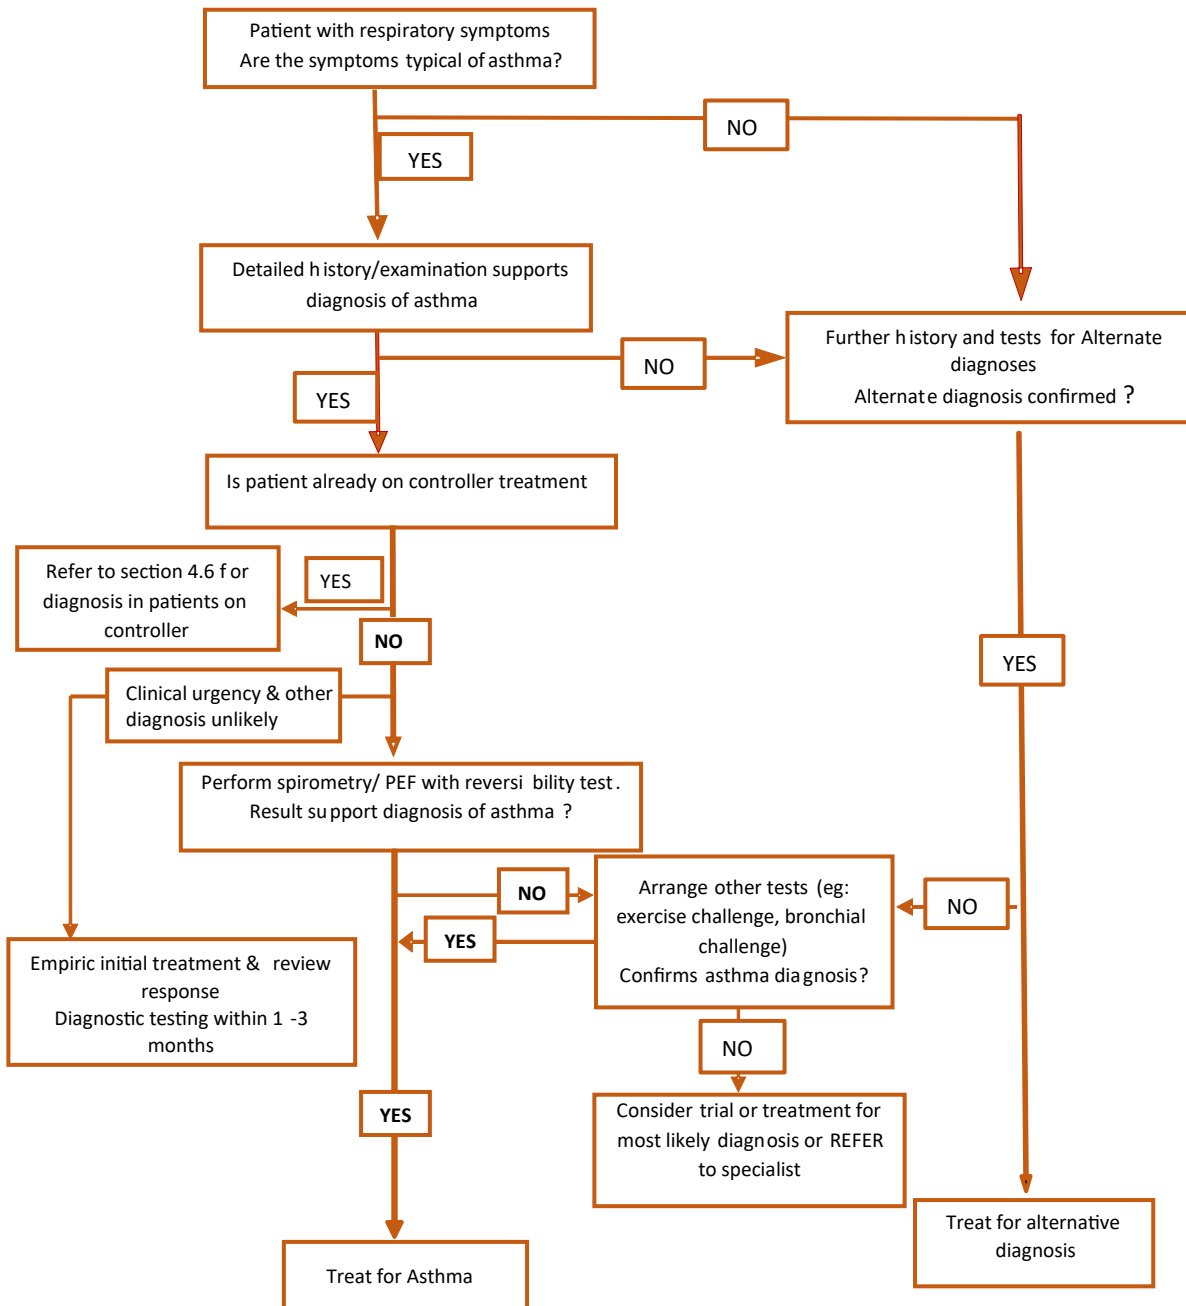 Patient with respiratory symptoms
Are the symptoms typical of asthma?
NO
YES
Detailed history/examination supports
diagnosis of asthma
NO
YES
Further history and tests for Alternate
diagnoses
Alternate diagnosis confirmed ?
Is patient already on controller treatment
YES
Refer to section 4.6 for
diagnosis in patients on
controller
NO
YES
Clinical urgency & other
diagnosis unlikely
Perform spirometry/ PEF with reversibility test.
Result support diagnosis of asthma ?
NO
YES
Arrange other tests (eg:
exercise challenge, bronchial
challenge)
Confirms asthma diagnosis?
NO
Empiric initial treatment & review
response
Diagnostic testing within 1 -3
months
NO
YES
Consider trial or treatment for
most likely diagnosis or REFER
to specialist
Treat for alternative
diagnosis
Treat for Asthma